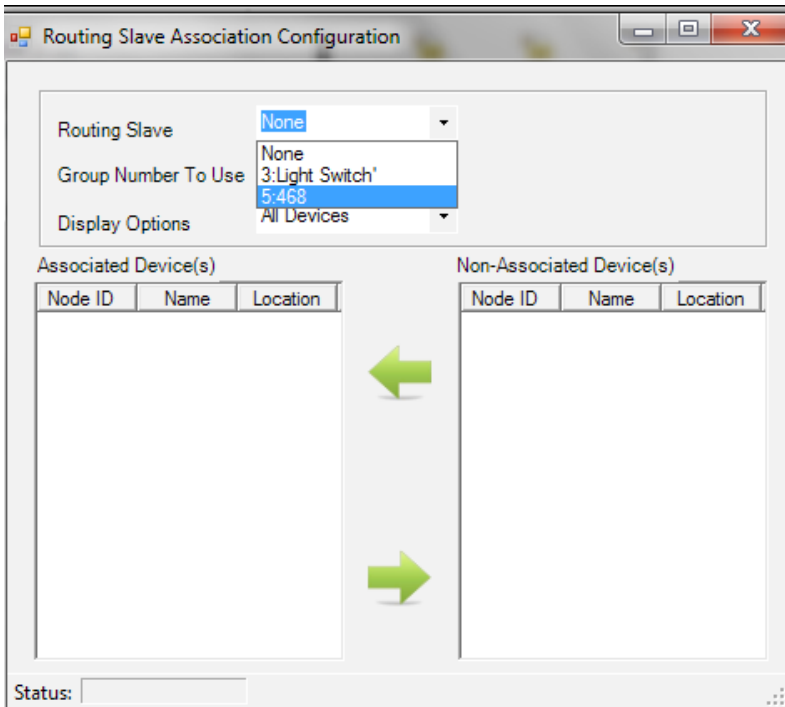 Routing Slave Association Configuration
Routing Slave None
None
Group Number To Use 3:Light Switch'
5:468
Display Options All Devices
Associated Device(s) Non-Associated Device(s)
Node ID Name Location Node ID Name Location
Status: